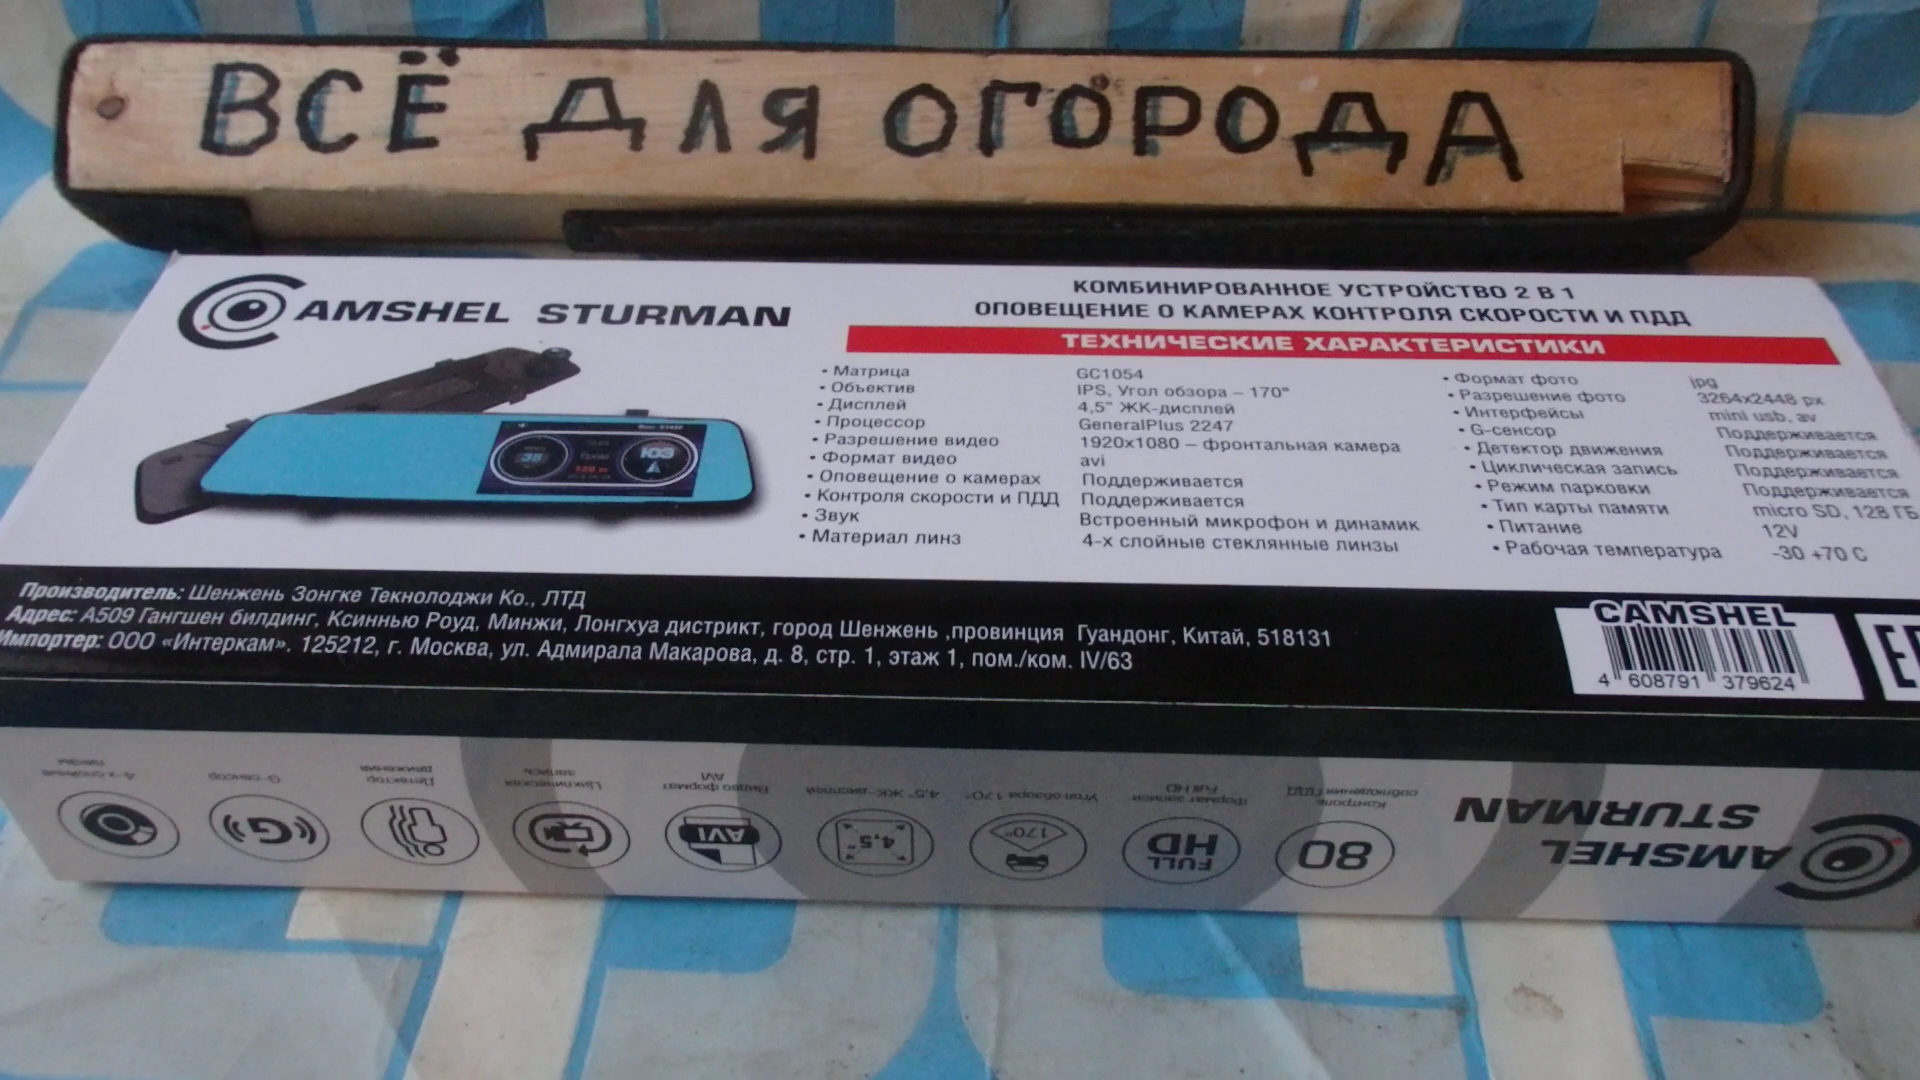 ВСЁ ДЛЯ ОГОРОДА
CAMSHEL STURMAN
КОМБИНИРОВАННОЕ УСТРОЙСТВО 2 В 1
ОПОВЕЩЕНИЕ О КАМЕРАХ КОНТРОЛЯ СКОРОСТИ И ПДД
ТЕХНИЧЕСКИЕ ХАРАКТЕРИСТИКИ
• Матрица GC1054
• Объектив IPS, Угол обзора – 170°
• Дисплей 4,5" ЖК-дисплей
• Процессор GeneralPlus 2247
• Разрешение видео 1920x1080 – фронтальная камера
• Формат видео avi
• Оповещение о камерах Поддерживается
• Контроля скорости и ПДД Поддерживается
• Звук Встроенный микрофон и динамик
• Материал линз 4-х слойные стеклянные линзы
• Формат фото jpg
• Разрешение фото 3264x2448 px
• Интерфейсы mini usb, av
• G-сенсор Поддерживается
• Детектор движения Поддерживается
• Циклическая запись Поддерживается
• Режим парковки Поддерживается
• Тип карты памяти micro SD, 128 ГБ
• Питание 12V
• Рабочая температура -30 +70 C
35
ЮЗ
Производитель: Шенжень Зонгке Текнолоджи Ко., ЛТД
Адрес: А509 Гангшен билдинг, Ксиннью Роуд, Минжи, Лонгхуа дистрикт, город Шенжень ,провинция Гуандонг, Китай, 518131
Импортер: ООО «Интеркам». 125212, г. Москва, ул. Адмирала Макарова, д. 8, стр. 1, этаж 1, пом./ком. IV/63
CAMSHEL
4 608791 379624
CAMSHEL
STURMAN
80
Контроль
соблюдения ПДД
FULL
HD
Формат записи
Full HD
170°
Угол обзора 170°
4,5"
4,5" ЖК-дисплей
AVI
Видео формат
AVI
Циклическая
запись
Детектор
движения
G
G-сенсор
4-х слойные
линзы